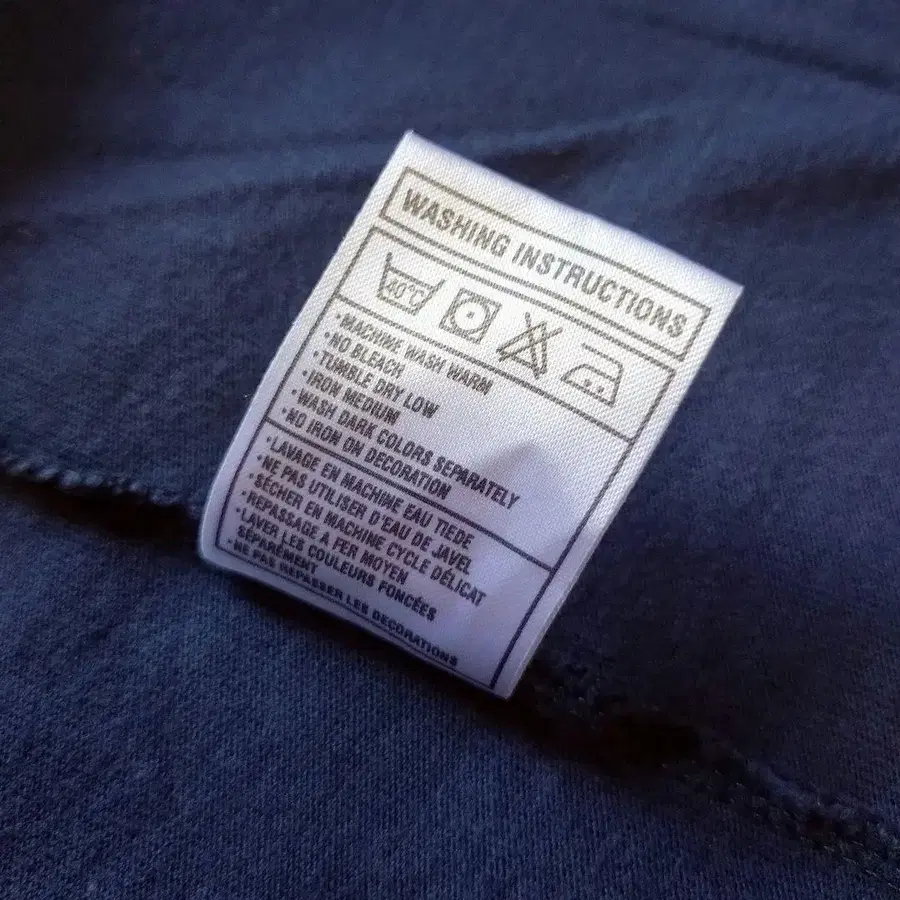 WASHING INSTRUCTIONS
40°C
·MACHINE WASH WARM
·NO BLEACH
·TUMBLE DRY LOW
·IRON MEDIUM
·WASH DARK COLORS SEPARATELY
·NO IRON ON DECORATION
·LAVAGE EN MACHINE EAU TIEDE
·NE PAS UTILISER D'EAU DE JAVEL
·SÉCHER EN MACHINE CYCLE DÉLICAT
·REPASSAGE A FER MOYEN
·LAVER LES COULEURS FONCÉES
SÉPARÉMENT
·NE PAS REPASSER LES DECORATIONS